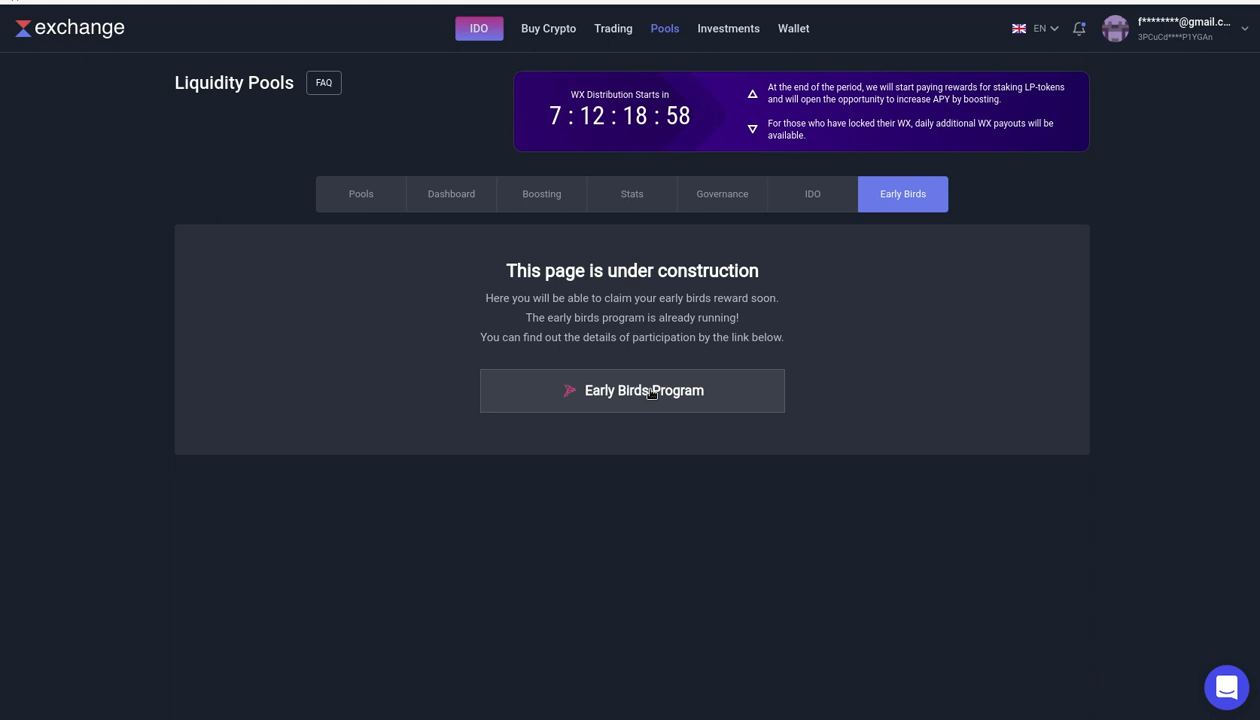 exchange
IDO
Buy Crypto
Trading
Pools
Investments
Wallet
EN
f********@gmail.c...
3PCuCd****P1YGAn
Liquidity Pools
FAQ
WX Distribution Starts in
7 : 12 : 18 : 58
At the end of the period, we will start paying rewards for staking LP-tokens
and will open the opportunity to increase APY by boosting.
For those who have locked their WX, daily additional WX payouts will be
available.
Pools
Dashboard
Boosting
Stats
Governance
IDO
Early Birds
This page is under construction
Here you will be able to claim your early birds reward soon.
The early birds program is already running!
You can find out the details of participation by the link below.
Early Birds Program